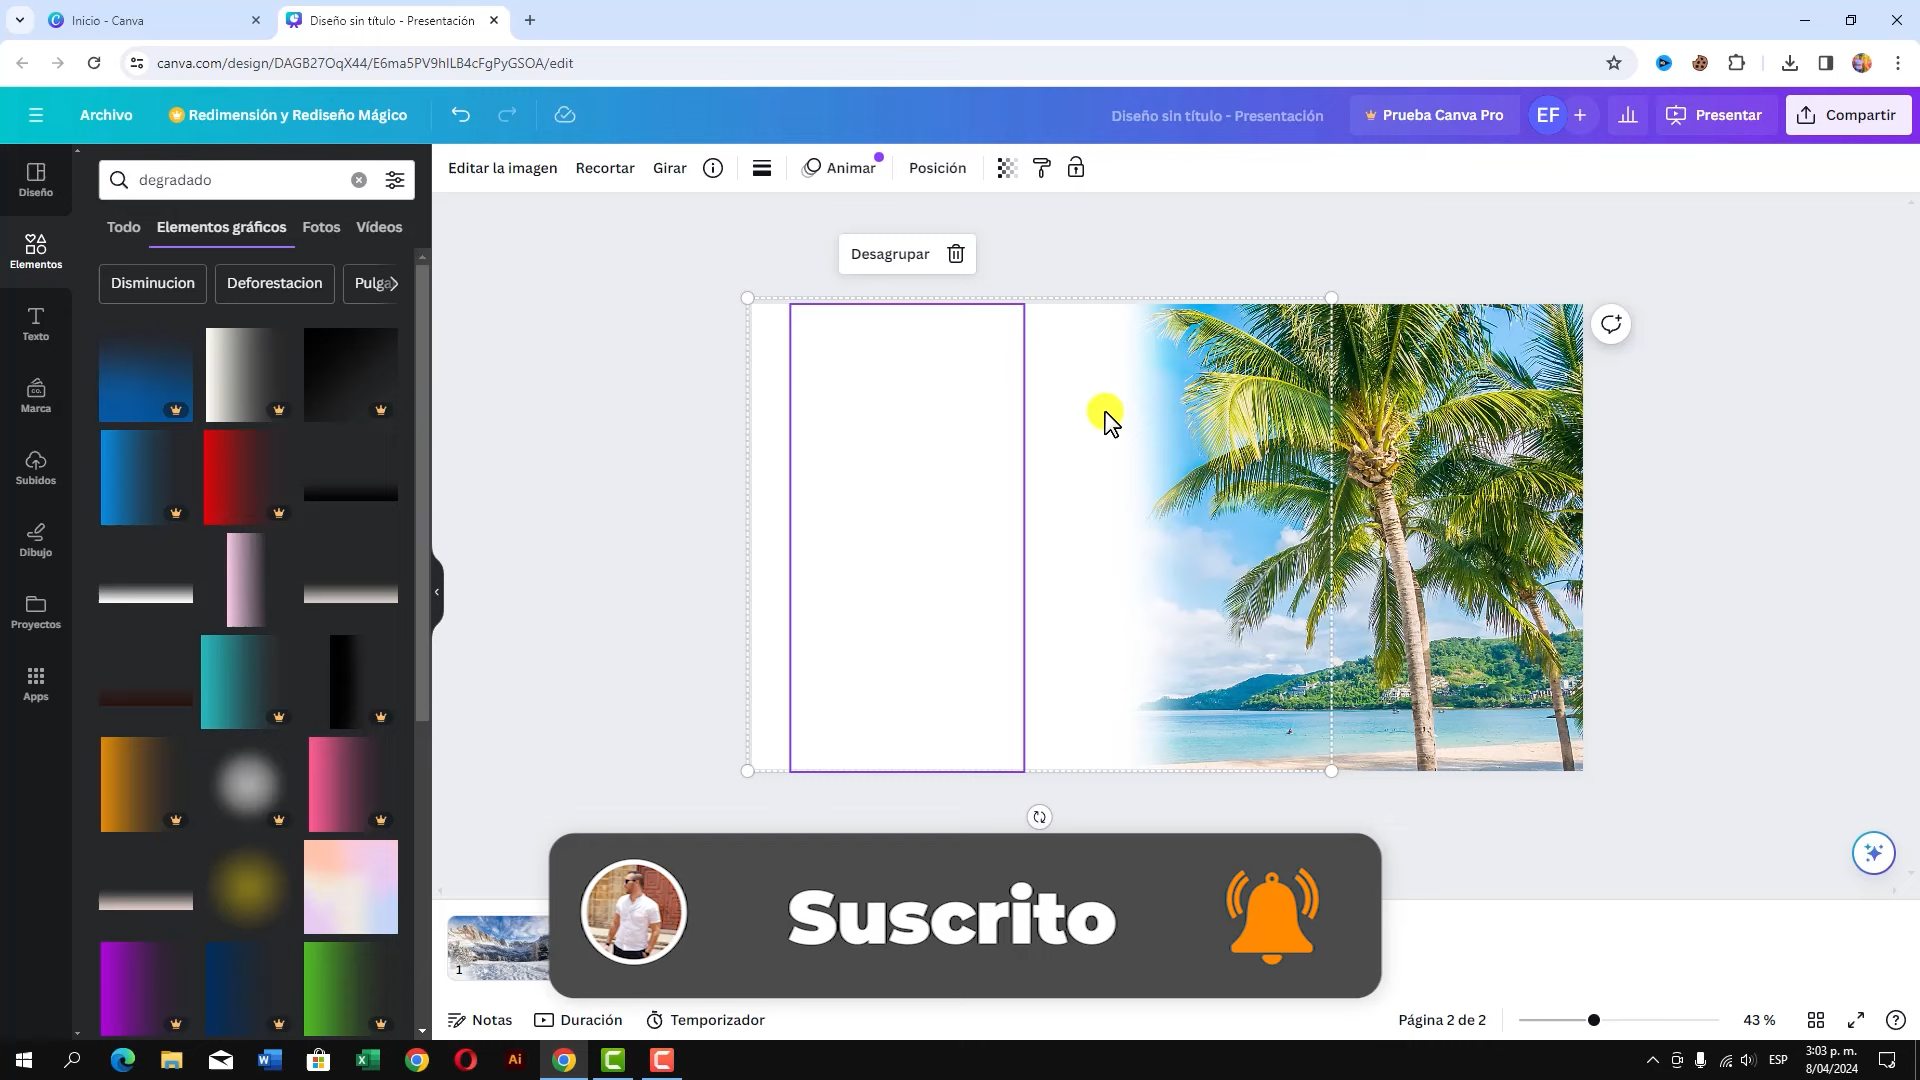 Inicio - Canva
Diseño sin título - Presentación
canva.com/design/DAGB27OqX44/E6ma5PV9hILB4cFgPyGSOA/edit
Archivo
Redimensión y Rediseño Mágico
Diseño sin título - Presentación
Prueba Canva Pro
EF
Presentar
Compartir
Diseño
Elementos
Texto
Marca
Subidos
Dibujo
Proyectos
Apps
degradado
Todo
Elementos gráficos
Fotos
Vídeos
Disminucion
Deforestacion
Pulga
Editar la imagen
Recortar
Girar
Animar
Posición
Desagrupar
Suscrito
1
Notas
Duración
Temporizador
Página 2 de 2
43 %
ESP
3:03 p. m.
8/04/2024